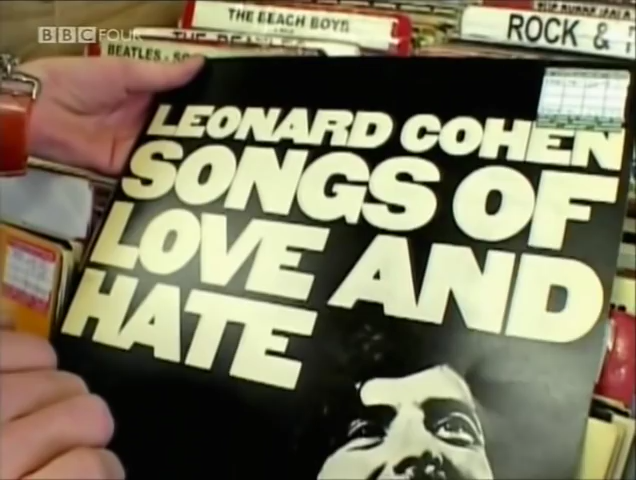 BBC FOUR
THE BEACH BOYS
ROCK &
BEATLES - S
LEONARD COHEN
SONGS OF
LOVE AND
HATE